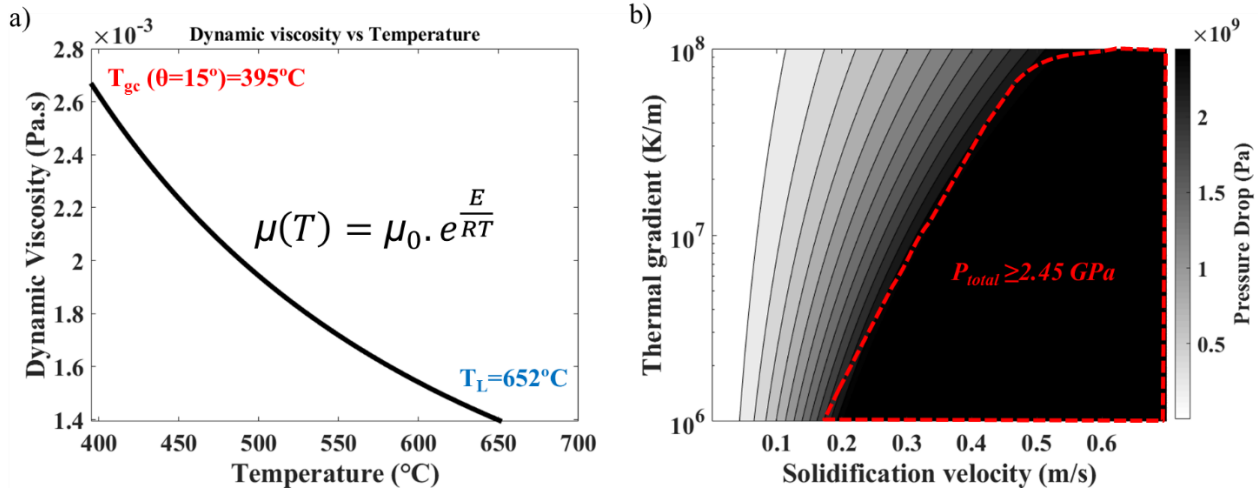 a)
Dynamic viscosity vs Temperature
×10⁻³
2.8
2.6
2.4
2.2
2
1.8
1.6
1.4
Dynamic Viscosity (Pa.s)
T_gc (θ=15º)=395ºC
μ(T) = μ₀. e^(E/RT)
T_L=652ºC
395 450 500 550 600 650 700
Temperature (°C)
b)
10⁸
10⁷
10⁶
Thermal gradient (K/m)
P_total ≥2.45 GPa
0.1 0.2 0.3 0.4 0.5 0.6
Solidification velocity (m/s)
×10⁹
2
1.5
1
0.5
Pressure Drop (Pa)